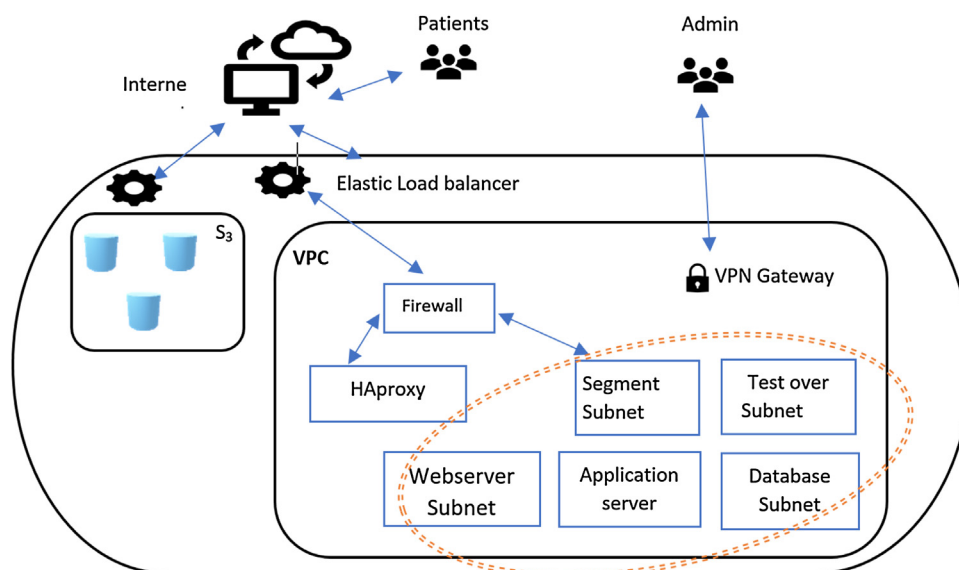 Patients
Admin
Interne
.
Elastic Load balancer
S₃
VPC
VPN Gateway
Firewall
HAproxy
Segment
Subnet
Test over
Subnet
Webserver
Subnet
Application
server
Database
Subnet